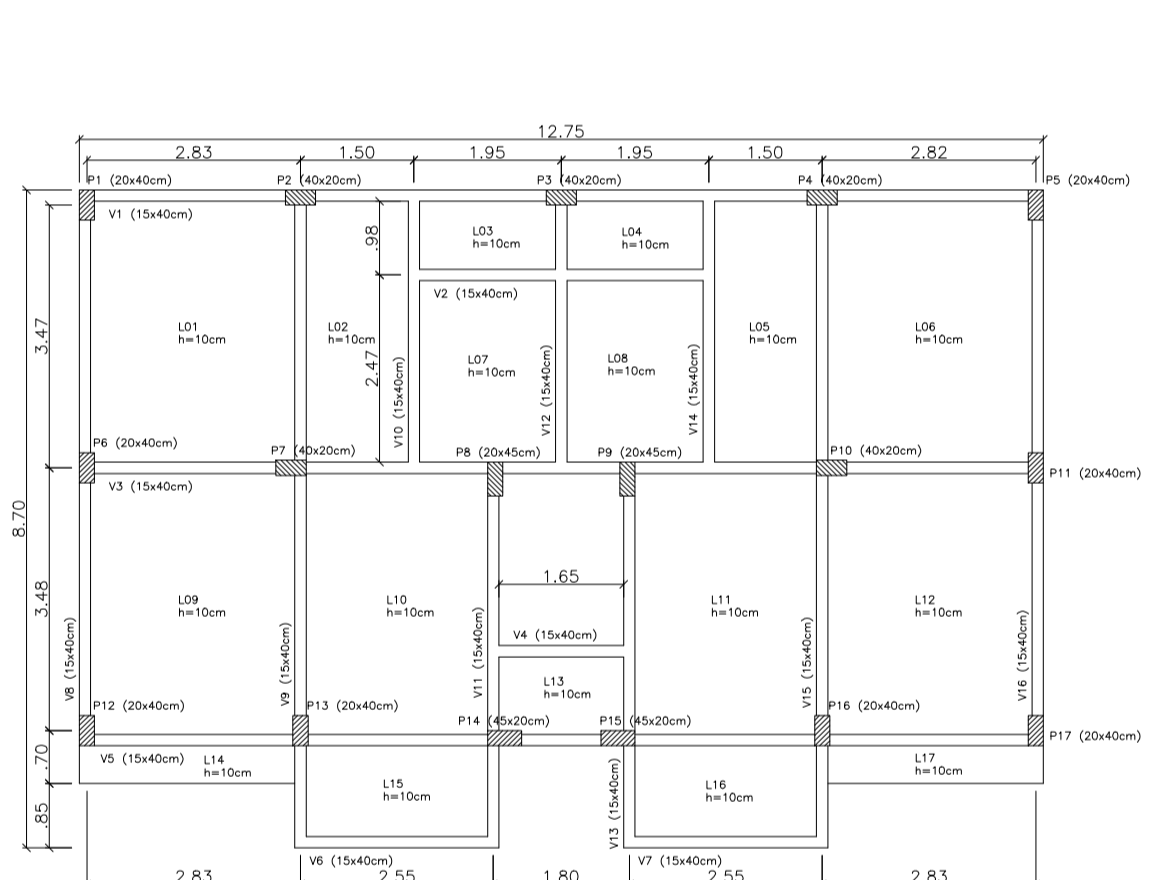 12.75
2.83
1.50
1.95
1.95
1.50
2.82
P1 (20x40cm)
P2 (40x20cm)
P3 (40x20cm)
P4 (40x20cm)
P5 (20x40cm)
V1 (15x40cm)
.98
L03
h=10cm
L04
h=10cm
V2 (15x40cm)
3.47
L01
h=10cm
L02
h=10cm
2.47
V10 (15x40cm)
L07
h=10cm
V12 (15x40cm)
L08
h=10cm
V14 (15x40cm)
L05
h=10cm
L06
h=10cm
P6 (20x40cm)
P7 (40x20cm)
P8 (20x45cm)
P9 (20x45cm)
P10 (40x20cm)
P11 (20x40cm)
V3 (15x40cm)
8.70
3.48
1.65
L09
h=10cm
L10
h=10cm
L11
h=10cm
L12
h=10cm
V4 (15x40cm)
V8 (15x40cm)
V9 (15x40cm)
V11 (15x40cm)
L13
h=10cm
V15 (15x40cm)
V16 (15x40cm)
P12 (20x40cm)
P13 (20x40cm)
P14 (45x20cm)
P15 (45x20cm)
P16 (20x40cm)
P17 (20x40cm)
.70
V5 (15x40cm)
L14
h=10cm
L15
h=10cm
V13 (15x40cm)
L16
h=10cm
L17
h=10cm
.85
V6 (15x40cm)
V7 (15x40cm)
2.83
2.55
1.80
2.55
2.83